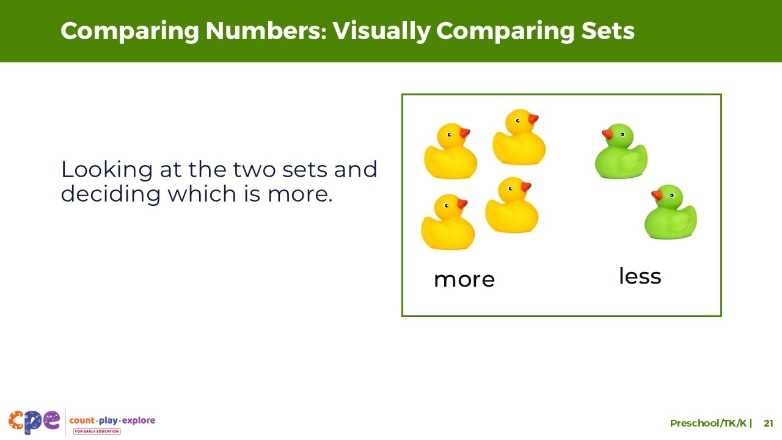 Comparing Numbers: Visually Comparing Sets
Looking at the two sets and
deciding which is more.
more
less
cpe
count·play·explore
FOR EARLY EDUCATION
Preschool/TK/K | 21